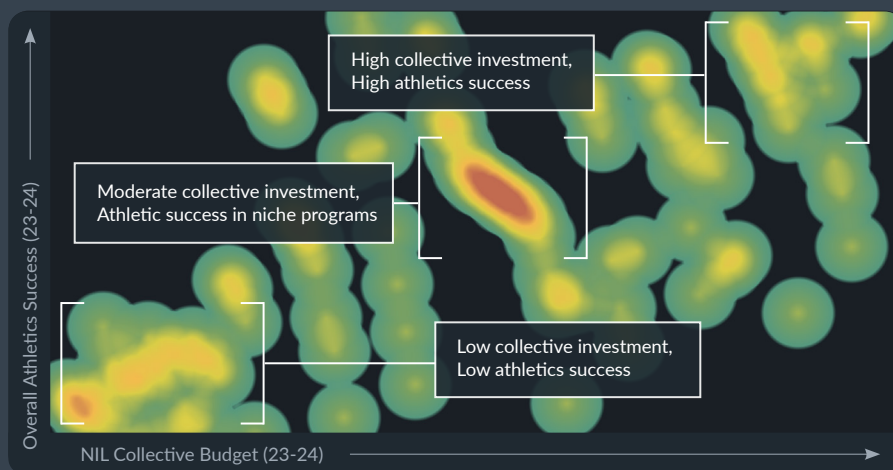 High collective investment,
High athletics success
Moderate collective investment,
Athletic success in niche programs
Low collective investment,
Low athletics success
Overall Athletics Success (23-24)
NIL Collective Budget (23-24)